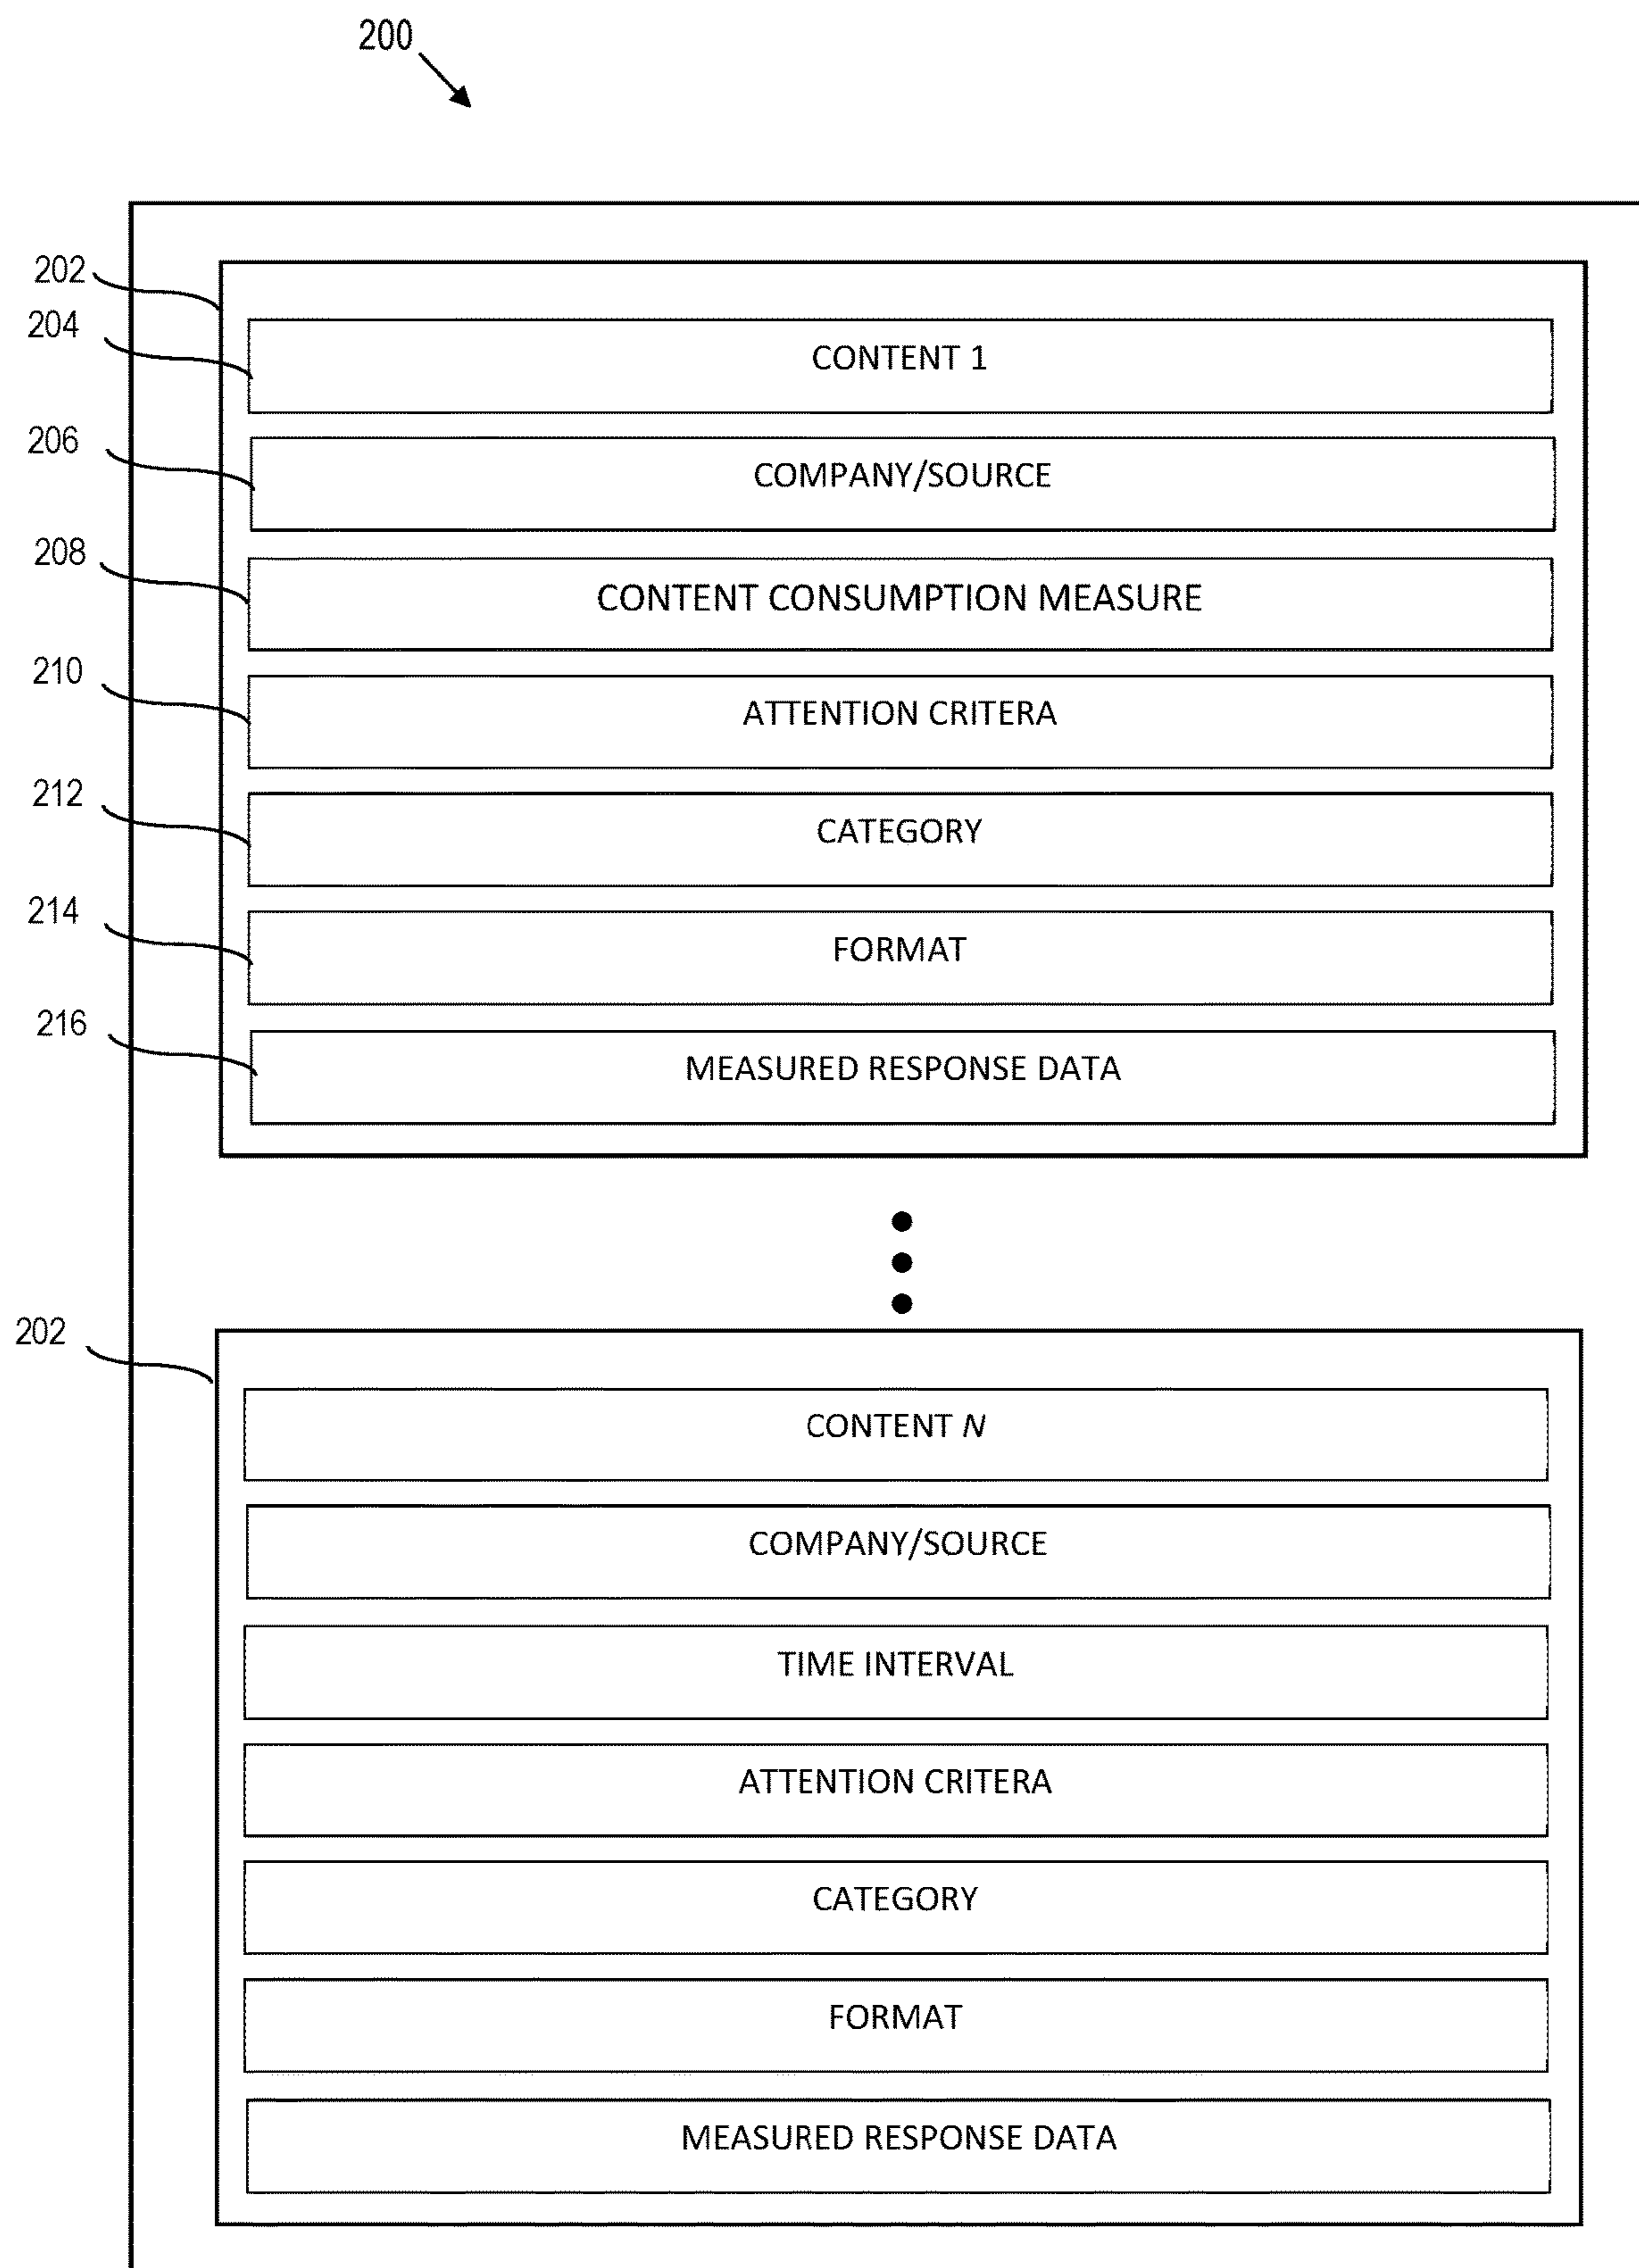 200
202
204
CONTENT 1
206
COMPANY/SOURCE
208
CONTENT CONSUMPTION MEASURE
210
ATTENTION CRITERA
212
CATEGORY
214
FORMAT
216
MEASURED RESPONSE DATA
202
CONTENT N
COMPANY/SOURCE
TIME INTERVAL
ATTENTION CRITERA
CATEGORY
FORMAT
MEASURED RESPONSE DATA